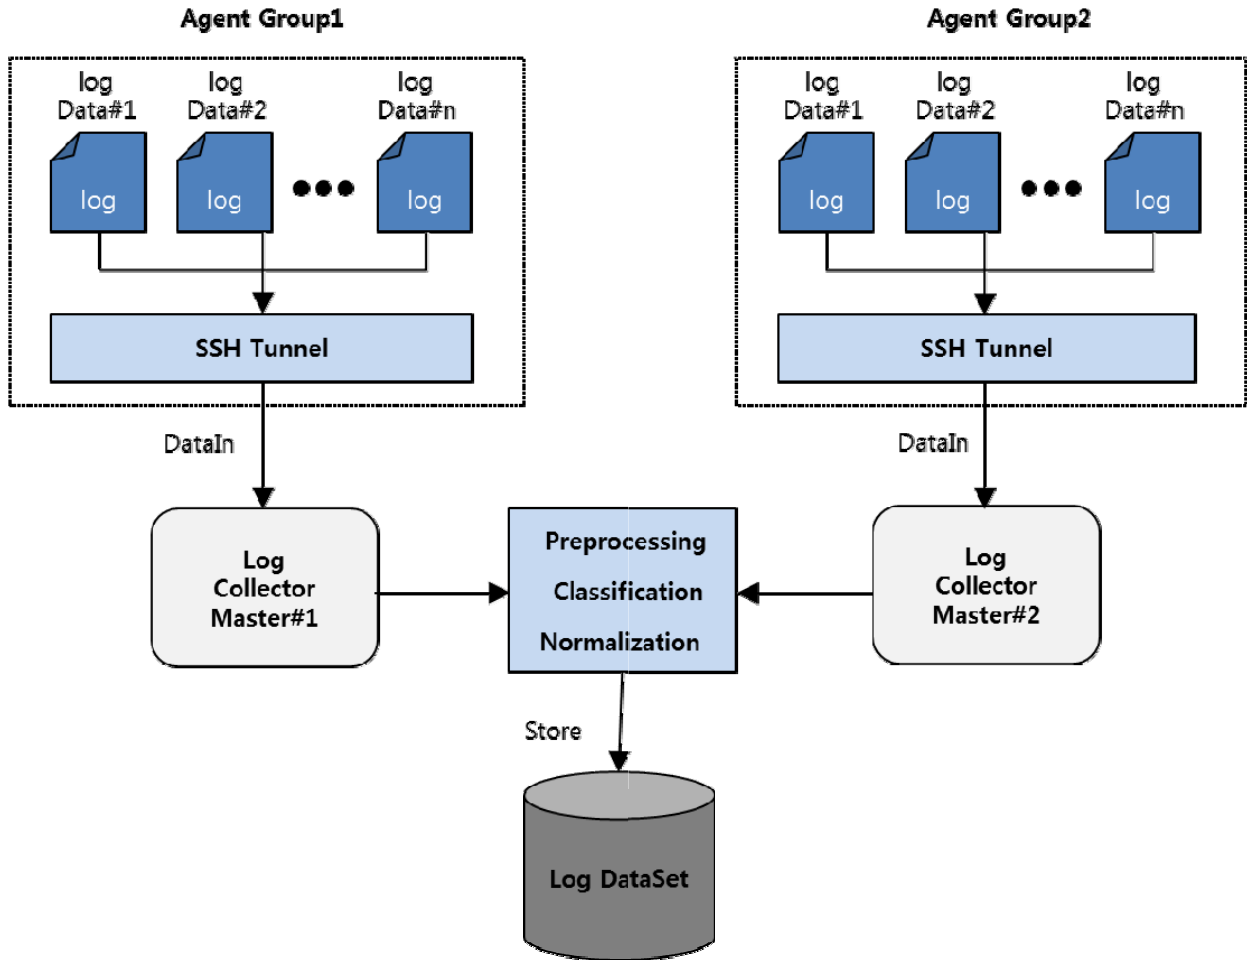 Agent Group1
Agent Group2
log
Data#1
log
Data#2
log
Data#n
log
log
log
SSH Tunnel
DataIn
log
Data#1
log
Data#2
log
Data#n
log
log
log
SSH Tunnel
DataIn
Log
Collector
Master#1
Preprocessing
Classification
Normalization
Log
Collector
Master#2
Store
Log DataSet